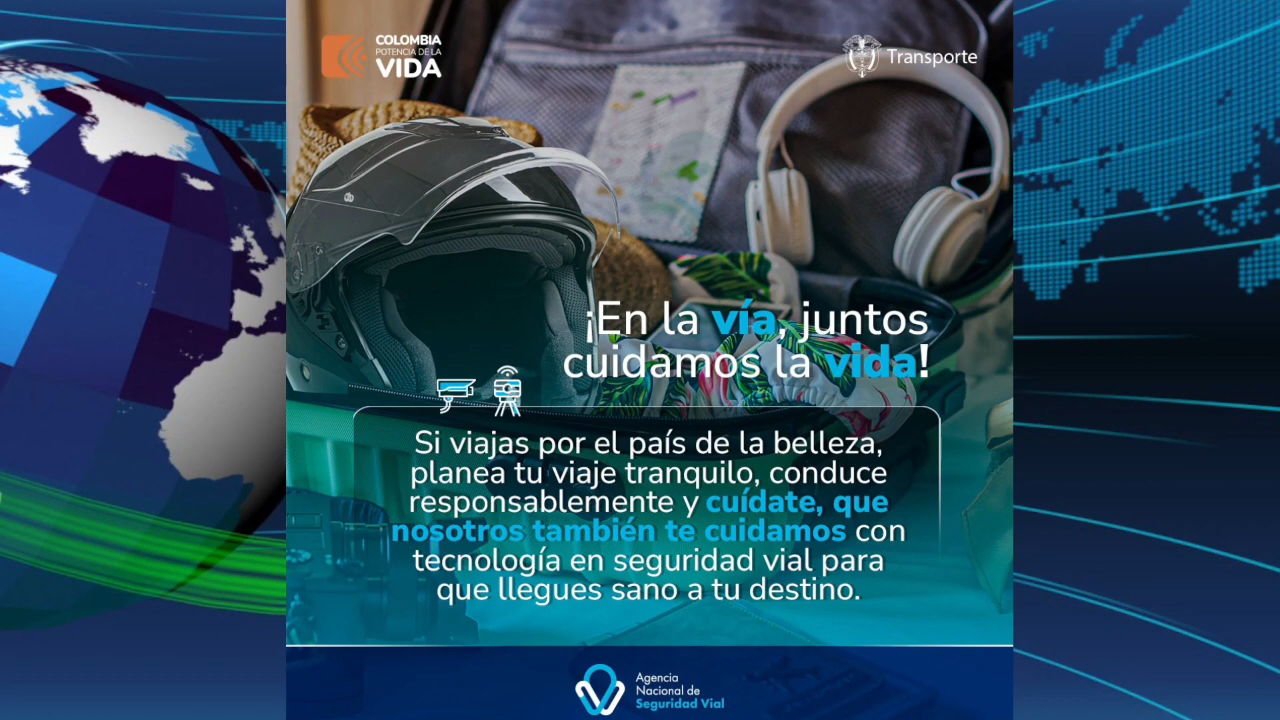 COLOMBIA
POTENCIA DE LA
VIDA
Transporte
¡En la vía, juntos
cuidamos la vida!
Si viajas por el país de la belleza,
planea tu viaje tranquilo, conduce
responsablemente y cuídate, que
nosotros también te cuidamos con
tecnología en seguridad vial para
que llegues sano a tu destino.
Agencia
Nacional de
Seguridad Vial